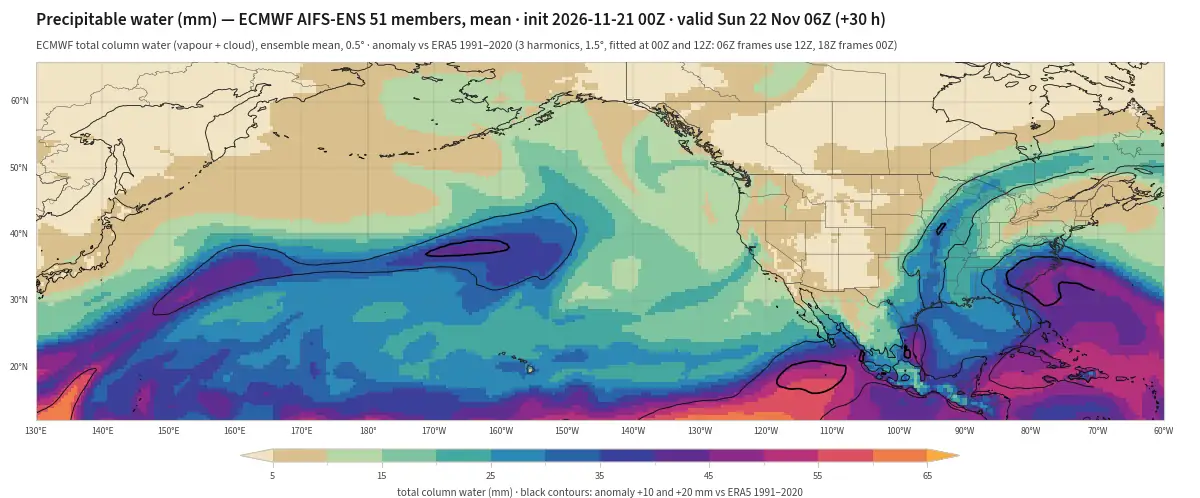 Precipitable water (mm) — ECMWF AIFS-ENS 51 members, mean · init 2026-11-21 00Z · valid Sun 22 Nov 06Z (+30 h)
ECMWF total column water (vapour + cloud), ensemble mean, 0.5° · anomaly vs ERA5 1991–2020 (3 harmonics, 1.5°, fitted at 00Z and 12Z: 06Z frames use 12Z, 18Z frames 00Z)
60°N
50°N
40°N
30°N
20°N
130°E 140°E 150°E 160°E 170°E 180° 170°W 160°W 150°W 140°W 130°W 120°W 110°W 100°W 90°W 80°W 70°W 60°W
5 15 25 35 45 55 65
total column water (mm) · black contours: anomaly +10 and +20 mm vs ERA5 1991–2020